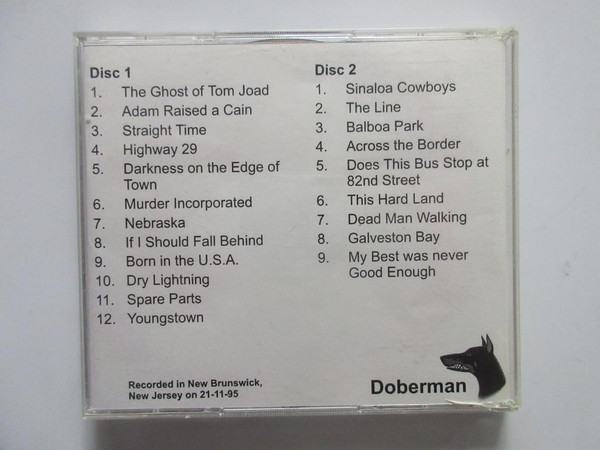 Disc 1
1. The Ghost of Tom Joad
2. Adam Raised a Cain
3. Straight Time
4. Highway 29
5. Darkness on the Edge of
Town
6. Murder Incorporated
7. Nebraska
8. If I Should Fall Behind
9. Born in the U.S.A.
10. Dry Lightning
11. Spare Parts
12. Youngstown
Disc 2
1. Sinaloa Cowboys
2. The Line
3. Balboa Park
4. Across the Border
5. Does This Bus Stop at
82nd Street
6. This Hard Land
7. Dead Man Walking
8. Galveston Bay
9. My Best was never
Good Enough
Recorded in New Brunswick,
New Jersey on 21-11-95
Doberman